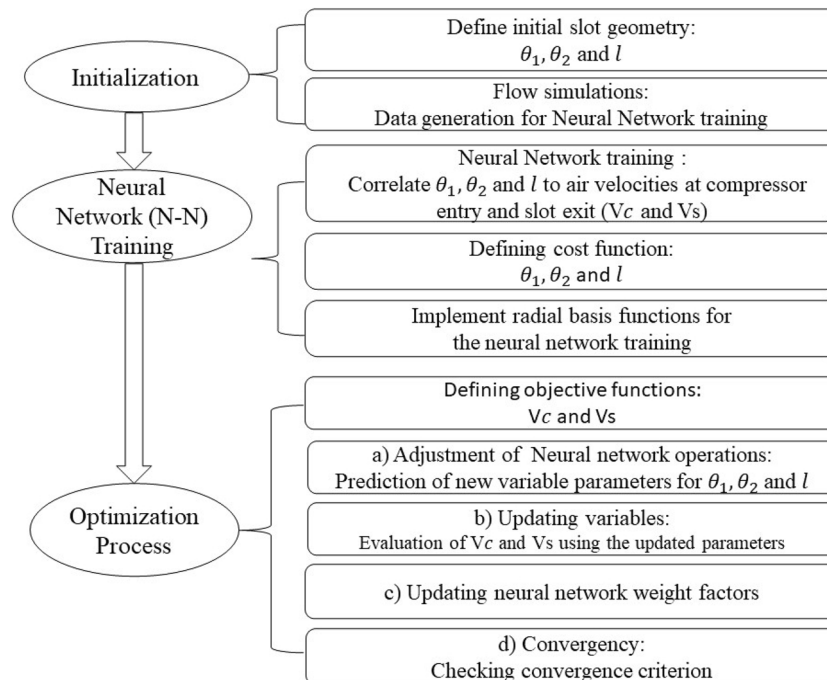 Initialization
Define initial slot geometry:
θ₁, θ₂ and l
Flow simulations:
Data generation for Neural Network training
Neural
Network (N-N)
Training
Neural Network training :
Correlate θ₁, θ₂ and l to air velocities at compressor
entry and slot exit (Vc and Vs)
Defining cost function:
θ₁, θ₂ and l
Implement radial basis functions for
the neural network training
Optimization
Process
Defining objective functions:
Vc and Vs
a) Adjustment of Neural network operations:
Prediction of new variable parameters for θ₁, θ₂ and l
b) Updating variables:
Evaluation of Vc and Vs using the updated parameters
c) Updating neural network weight factors
d) Convergency:
Checking convergence criterion